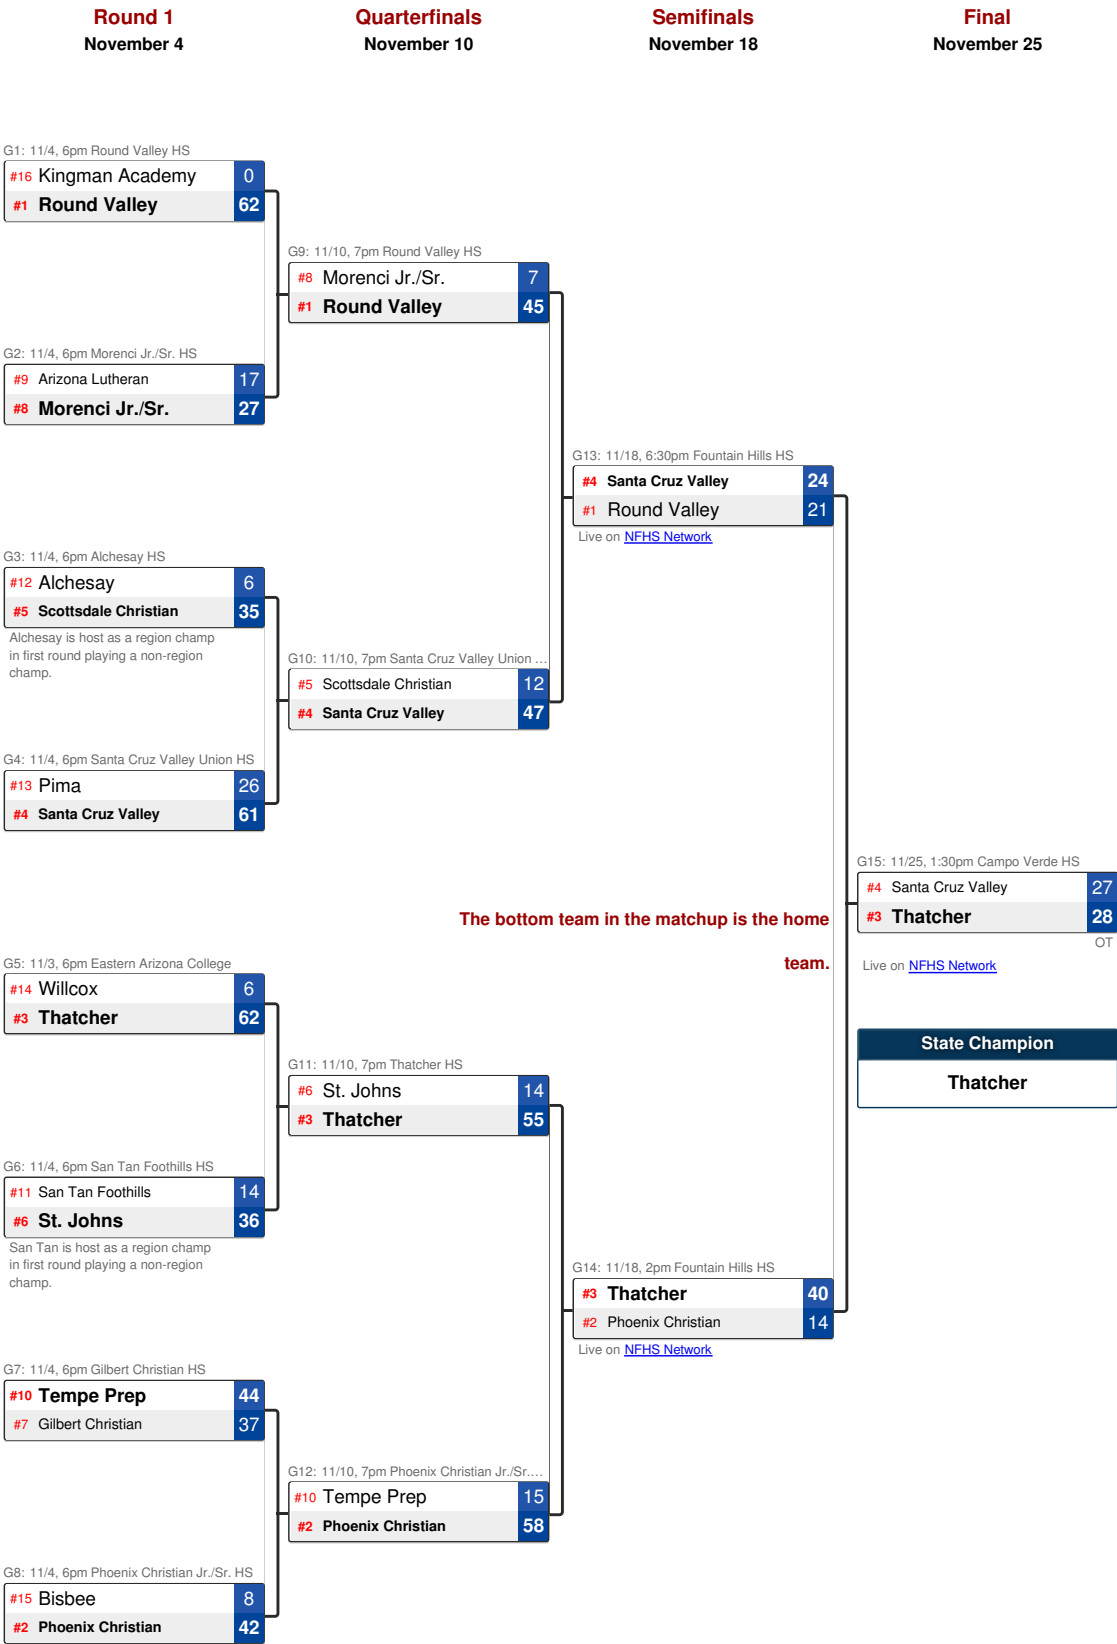 Round 1
November 4
Quarterfinals
November 10
Semifinals
November 18
Final
November 25
G1: 11/4, 6pm Round Valley HS
#16 Kingman Academy 0
#1 Round Valley 62
G2: 11/4, 6pm Morenci Jr./Sr. HS
#9 Arizona Lutheran 17
#8 Morenci Jr./Sr. 27
G3: 11/4, 6pm Alchesay HS
#12 Alchesay 6
#5 Scottsdale Christian 35
Alchesay is host as a region champ
in first round playing a non-region
champ.
G4: 11/4, 6pm Santa Cruz Valley Union HS
#13 Pima 26
#4 Santa Cruz Valley 61
G5: 11/3, 6pm Eastern Arizona College
#14 Willcox 6
#3 Thatcher 62
G6: 11/4, 6pm San Tan Foothills HS
#11 San Tan Foothills 14
#6 St. Johns 36
San Tan is host as a region champ
in first round playing a non-region
champ.
G7: 11/4, 6pm Gilbert Christian HS
#10 Tempe Prep 44
#7 Gilbert Christian 37
G8: 11/4, 6pm Phoenix Christian Jr./Sr. HS
#15 Bisbee 8
#2 Phoenix Christian 42
G9: 11/10, 7pm Round Valley HS
#8 Morenci Jr./Sr. 7
#1 Round Valley 45
G10: 11/10, 7pm Santa Cruz Valley Union ...
#5 Scottsdale Christian 12
#4 Santa Cruz Valley 47
G11: 11/10, 7pm Thatcher HS
#6 St. Johns 14
#3 Thatcher 55
G12: 11/10, 7pm Phoenix Christian Jr./Sr....
#10 Tempe Prep 15
#2 Phoenix Christian 58
G13: 11/18, 6:30pm Fountain Hills HS
#4 Santa Cruz Valley 24
#1 Round Valley 21
Live on NFHS Network
The bottom team in the matchup is the home
team.
G14: 11/18, 2pm Fountain Hills HS
#3 Thatcher 40
#2 Phoenix Christian 14
Live on NFHS Network
G15: 11/25, 1:30pm Campo Verde HS
#4 Santa Cruz Valley 27
#3 Thatcher 28
OT
Live on NFHS Network
State Champion
Thatcher